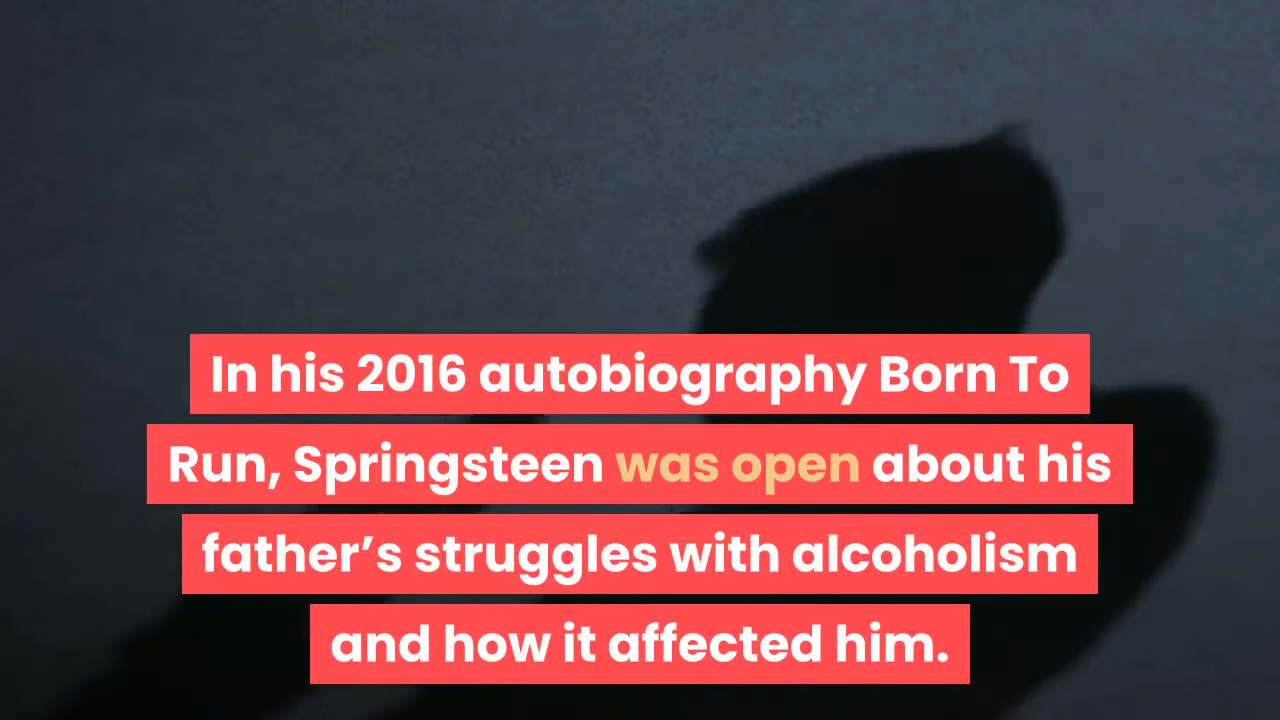 In his 2016 autobiography Born To
Run, Springsteen was open about his
father’s struggles with alcoholism
and how it affected him.